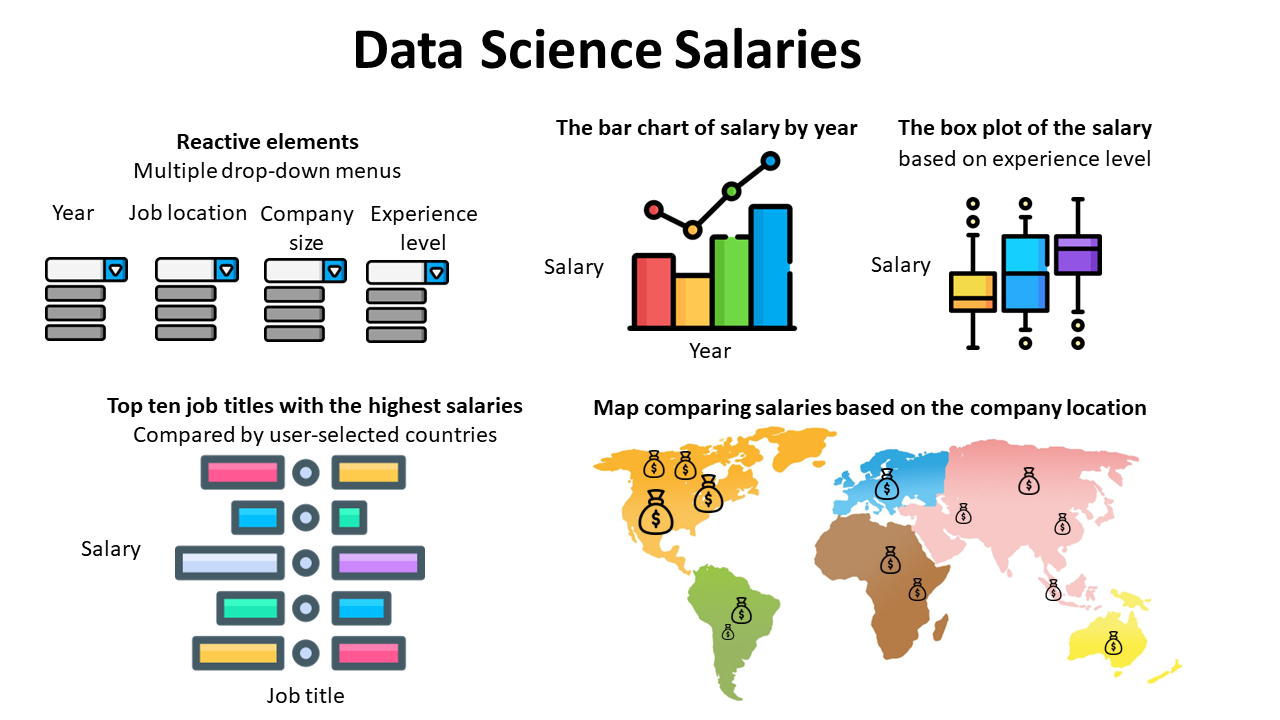 Data Science Salaries
Reactive elements
Multiple drop-down menus
Year
Job location
Company
size
Experience
level
The bar chart of salary by year
Salary
Year
The box plot of the salary
based on experience level
Salary
Top ten job titles with the highest salaries
Compared by user-selected countries
Salary
Job title
Map comparing salaries based on the company location
$
$
$
$
$
$
$
$
$
$
$
$
$
$